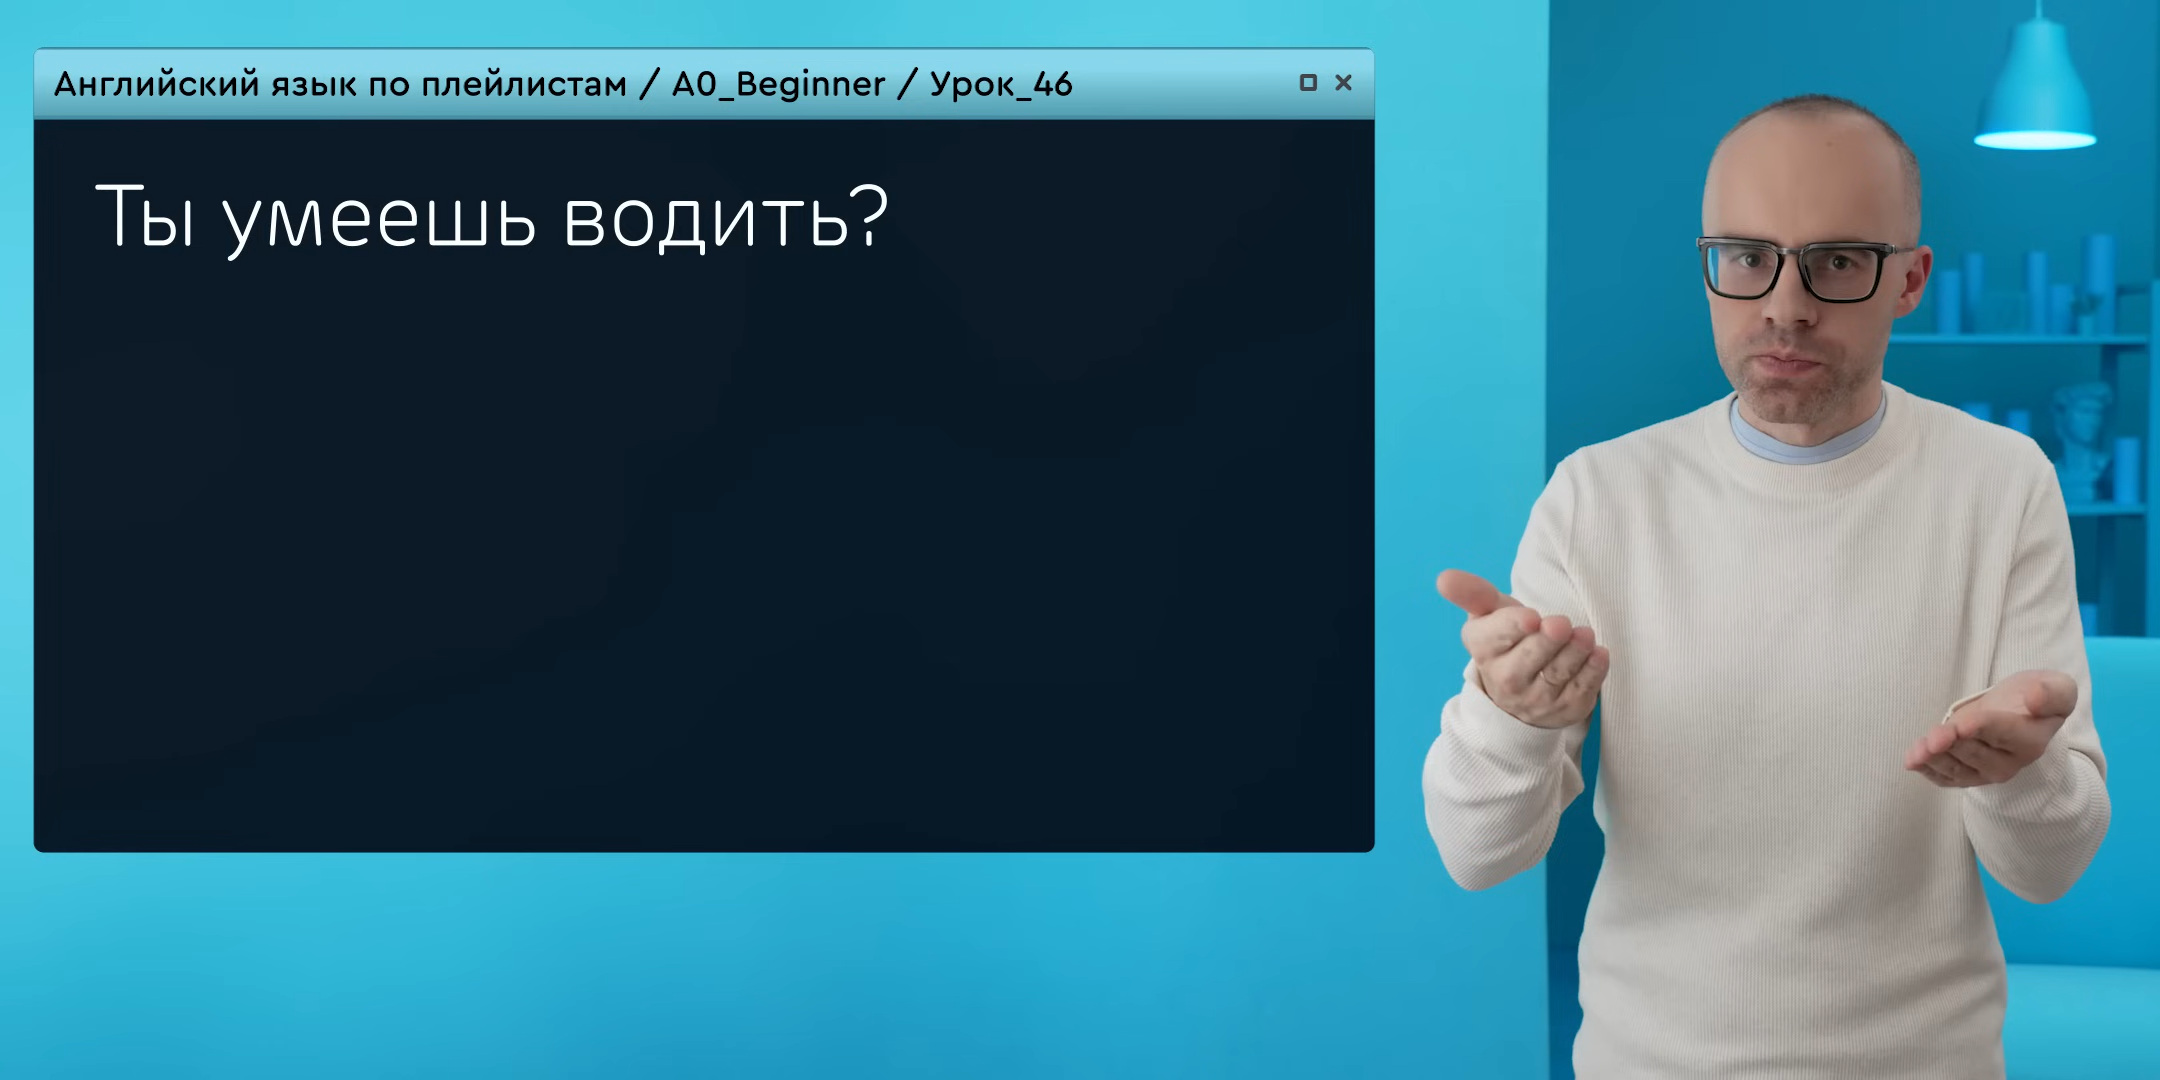 Английский язык по плейлистам / A0_Beginner / Урок_46
Ты умеешь водить?